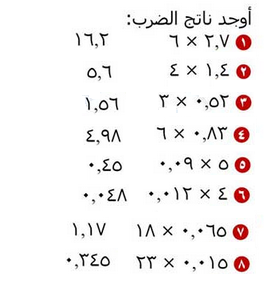 أوجد ناتج الضرب:
١ ٢,٧ × ٦ ١٦,٢
٢ ١,٤ × ٤ ٥,٦
٣ ٠,٥٢ × ٣ ١,٥٦
٤ ٠,٨٣ × ٦ ٤,٩٨
٥ ٥ × ٠,٠٩ ٠,٤٥
٦ ٤ × ٠,٠١٢ ٠,٠٤٨
٧ ٠,٠٦٥ × ١٨ ١,١٧
٨ ٠,٠١٥ × ٢٣ ٠,٣٤٥